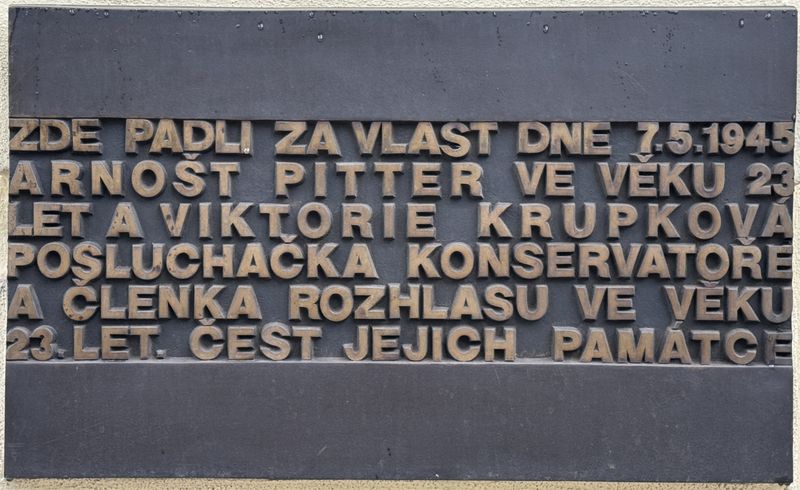 ZDE PADLI ZA VLAST DNE 7.5.1945
ARNOŠT PITTER VE VĚKU 23
LET A VIKTORIE KRUPKOVÁ
POSLUCHAČKA KONSERVATOŘE
A ČLENKA ROZHLASU VE VĚKU
23. LET. ČEST JEJICH PAMÁTCE